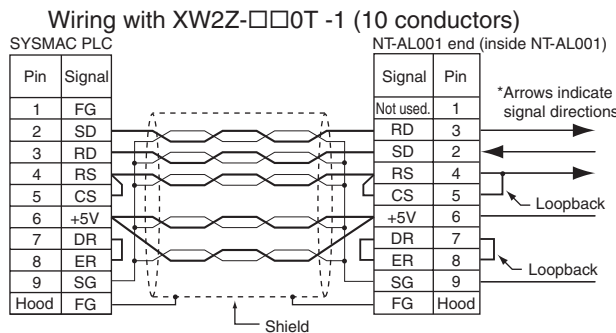 Wiring with XW2Z-□□0T -1 (10 conductors)
SYSMAC PLC
NT-AL001 end (inside NT-AL001)
Pin Signal
Signal Pin
*Arrows indicate
signal directions
1 FG
Not used. 1
2 SD
RD 3
3 RD
SD 2
4 RS
RS 4
5 CS
CS 5
Loopback
6 +5V
+5V 6
7 DR
DR 7
8 ER
ER 8
Loopback
9 SG
SG 9
Hood FG
FG Hood
Shield